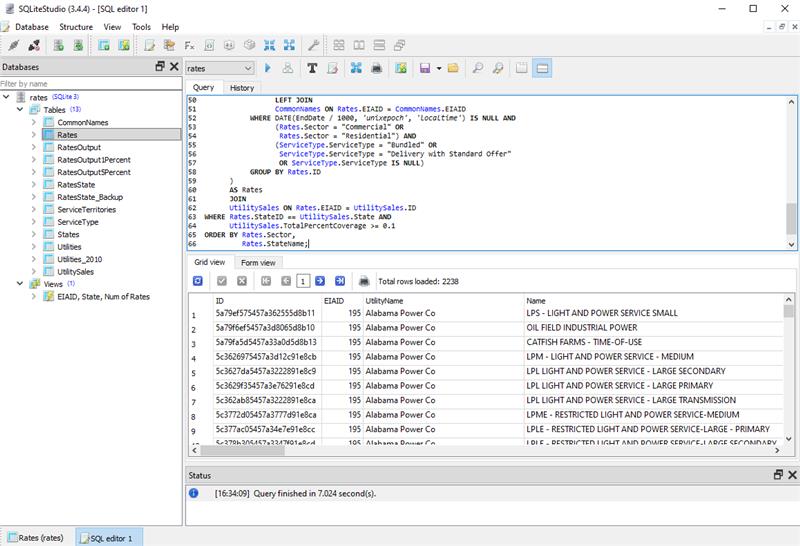 SQLiteStudio (3.4.4) - [SQL editor 1]
Database Structure View Tools Help
Databases
Filter by name
rates (SQLite 3)
Tables (13)
CommonNames
Rates
RatesOutput
RatesOutput1Percent
RatesOutput5Percent
RatesState
RatesState_Backup
ServiceTerritories
ServiceType
States
Utilities
Utilities_2010
UtilitySales
Views (1)
EIAID, State, Num of Rates
rates
Query History
50 LEFT JOIN
51 CommonNames ON Rates.EIAID = CommonNames.EIAID
52 WHERE DATE(EndDate / 1000, 'unixepoch', 'Localtime') IS NULL AND
53 (Rates.Sector = "Commercial" OR
54 Rates.Sector = "Residential") AND
55 (ServiceType.ServiceType = "Bundled" OR
56 ServiceType.ServiceType = "Delivery with Standard Offer"
57 OR ServiceType.ServiceType IS NULL)
58 GROUP BY Rates.ID
59 )
60 AS Rates
61 JOIN
62 UtilitySales ON Rates.EIAID = UtilitySales.ID
63 WHERE Rates.StateID == UtilitySales.State AND
64 UtilitySales.TotalPercentCoverage >= 0.1
65 ORDER BY Rates.Sector,
66 Rates.StateName;
Grid view Form view
1 Total rows loaded: 2238
ID EIAID UtilityName Name
1 5a79ef575457a362555d8b11 195 Alabama Power Co LPS - LIGHT AND POWER SERVICE SMALL
2 5a79f6ef5457a3d8065d8b10 195 Alabama Power Co OIL FIELD INDUSTRIAL POWER
3 5a79fa5d5457a33a0d5d8b13 195 Alabama Power Co CATFISH FARMS - TIME-OF-USE
4 5c3626975457a3d12c91e8cb 195 Alabama Power Co LPM - LIGHT AND POWER SERVICE - MEDIUM
5 5c3627da5457a3222891e8c9 195 Alabama Power Co LPL LIGHT AND POWER SERVICE - LARGE SECONDARY
6 5c3629f35457a3e76291e8cd 195 Alabama Power Co LPL LIGHT AND POWER SERVICE - LARGE PRIMARY
7 5c362ab85457a3222891e8ca 195 Alabama Power Co LPL LIGHT AND POWER SERVICE - LARGE TRANSMISSION
8 5c3772d05457a3777d91e8ca 195 Alabama Power Co LPME - RESTRICTED LIGHT AND POWER SERVICE-MEDIUM
9 5c377ac05457a34e7e91e8cc 195 Alabama Power Co LPLE - RESTRICTED LIGHT AND POWER SERVICE-LARGE - PRIMARY
5c378b305457a3347f91e8cd 195 Alabama Power Co LPLE - RESTRICTED LIGHT AND POWER SERVICE-LARGE SECONDARY
Status
[16:34:09] Query finished in 7.024 second(s).
Rates (rates) SQL editor 1